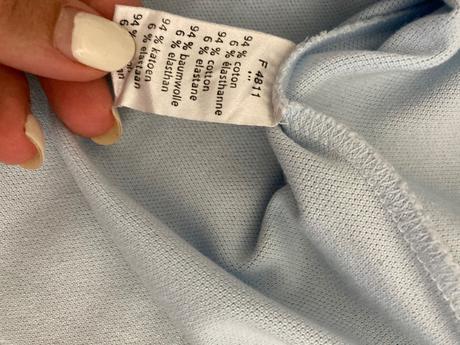 F 4811
...
94 % coton
6 % élasthanne
94 % cotton
6 % elastane
94 % baumwolle
6 % elasthan
94 % katoen
6 % elastaan